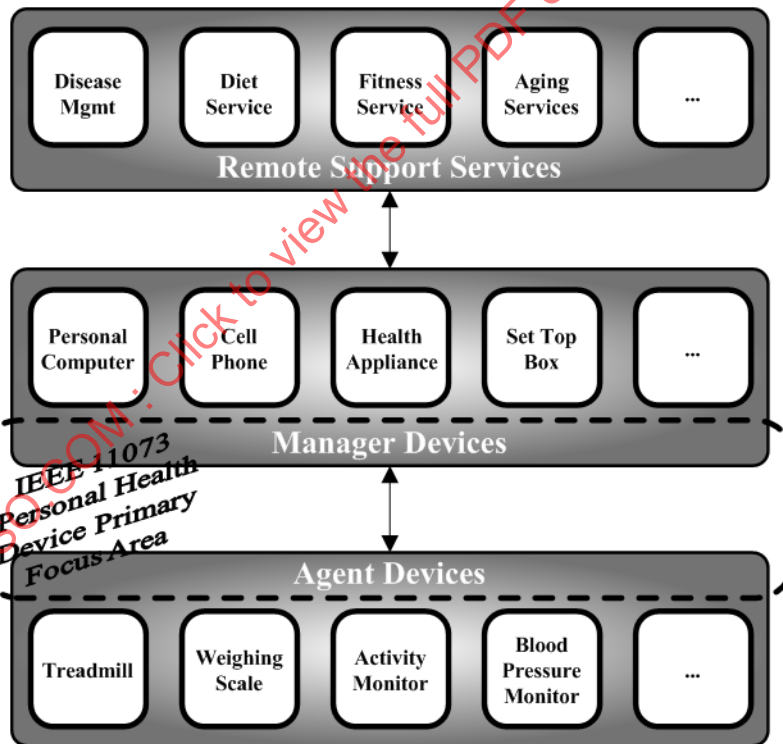 Disease
Mgmt
Diet
Service
Fitness
Service
Aging
Services
...
Remote Support Services
Personal
Computer
Cell
Phone
Health
Appliance
Set Top
Box
...
Manager Devices
IEEE 11073
Personal Health
Device Primary
Focus Area
Agent Devices
Treadmill
Weighing
Scale
Activity
Monitor
Blood
Pressure
Monitor
...
SO.COM : Click to view the full PDF